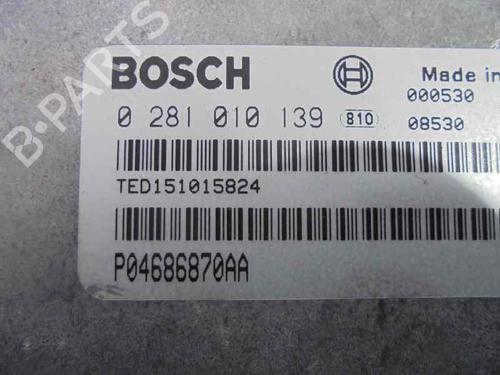 B-PARTS
BOSCH
Made in
0 281 010 139 810
000530
08530
TED151015824
P04686870AA